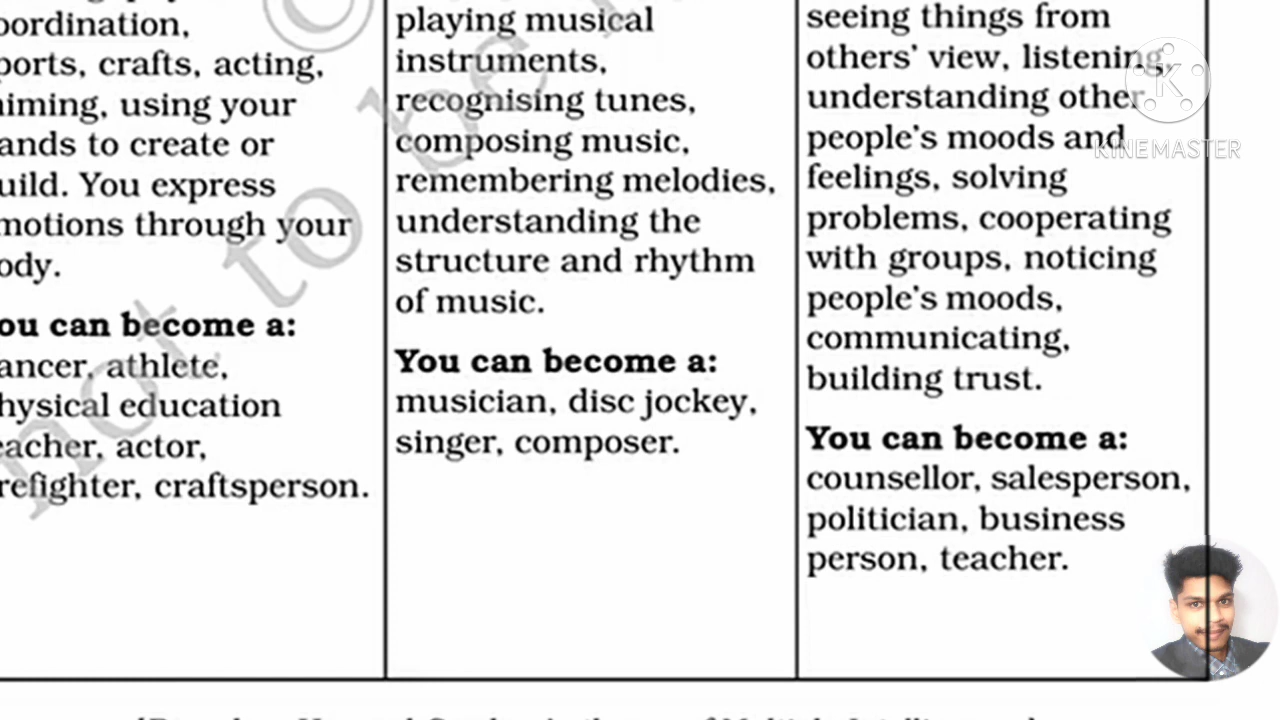 oordination,
ports, crafts, acting,
iming, using your
ands to create or
uild. You express
motions through your
ody.
ou can become a:
ancer, athlete,
hysical education
eacher, actor,
refighter, craftsperson.
playing musical
instruments,
recognising tunes,
composing music,
remembering melodies,
understanding the
structure and rhythm
of music.
You can become a:
musician, disc jockey,
singer, composer.
seeing things from
others' view, listening,
understanding other
people's moods and
feelings, solving
problems, cooperating
with groups, noticing
people's moods,
communicating,
building trust.
You can become a:
counsellor, salesperson,
politician, business
person, teacher.
© not to be
K
KINEMASTER